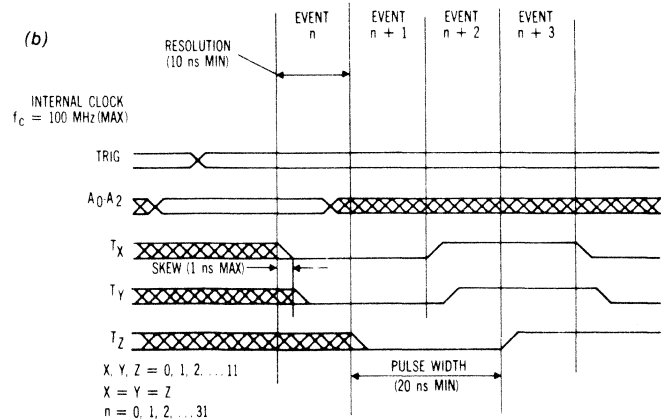 (b)
EVENT
n
EVENT
n + 1
EVENT
n + 2
EVENT
n + 3
RESOLUTION
(10 ns MIN)
INTERNAL CLOCK
fc = 100 MHz (MAX)
TRIG
A0-A2
TX
SKEW (1 ns MAX)
TY
TZ
X, Y, Z = 0, 1, 2, . . . . 11
X = Y = Z
n = 0, 1, 2, . . . 31
PULSE WIDTH
(20 ns MIN)